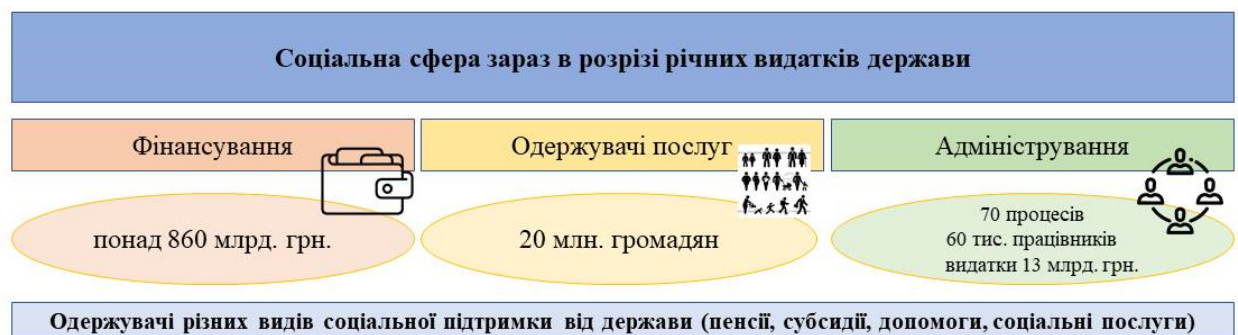 Соціальна сфера зараз в розрізі річних видатків держави
Фінансування
Одержувачі послуг
Адміністрування
понад 860 млрд. грн.
20 млн. громадян
70 процесів
60 тис. працівників
видатки 13 млрд. грн.
Одержувачі різних видів соціальної підтримки від держави (пенсії, субсидії, допомоги, соціальні послуги)